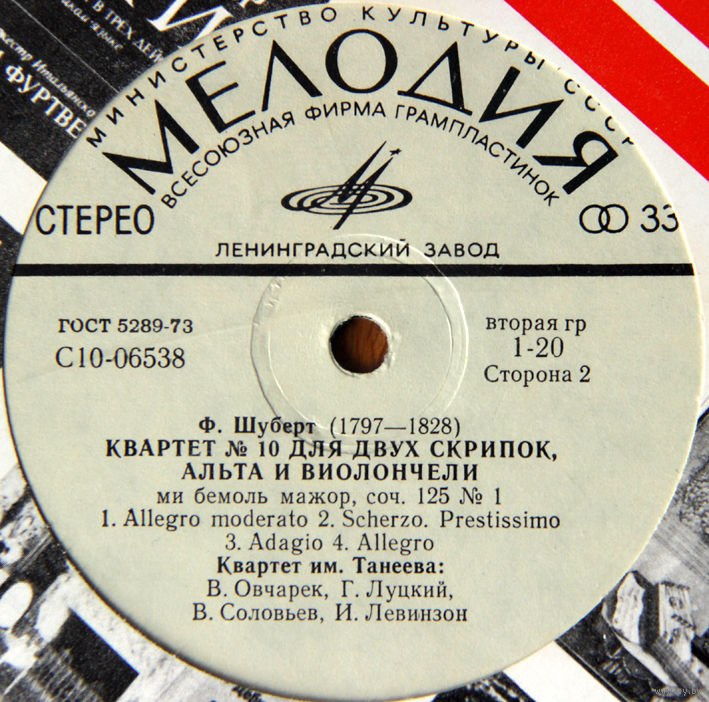 МИНИСТЕРСТВО КУЛЬТУРЫ СССР
МЕЛОДИЯ
ВСЕСОЮЗНАЯ ФИРМА ГРАМПЛАСТИНОК
СТЕРЕО
33
ЛЕНИНГРАДСКИЙ ЗАВОД
ГОСТ 5289-73
С10-06538
вторая гр
1-20
Сторона 2
Ф. Шуберт (1797—1828)
КВАРТЕТ № 10 ДЛЯ ДВУХ СКРИПОК,
АЛЬТА И ВИОЛОНЧЕЛИ
ми бемоль мажор, соч. 125 № 1
1. Allegro moderato 2. Scherzo. Prestissimo
3. Adagio 4. Allegro
Квартет им. Танеева:
В. Овчарек, Г. Луцкий,
В. Соловьев, И. Левинзон